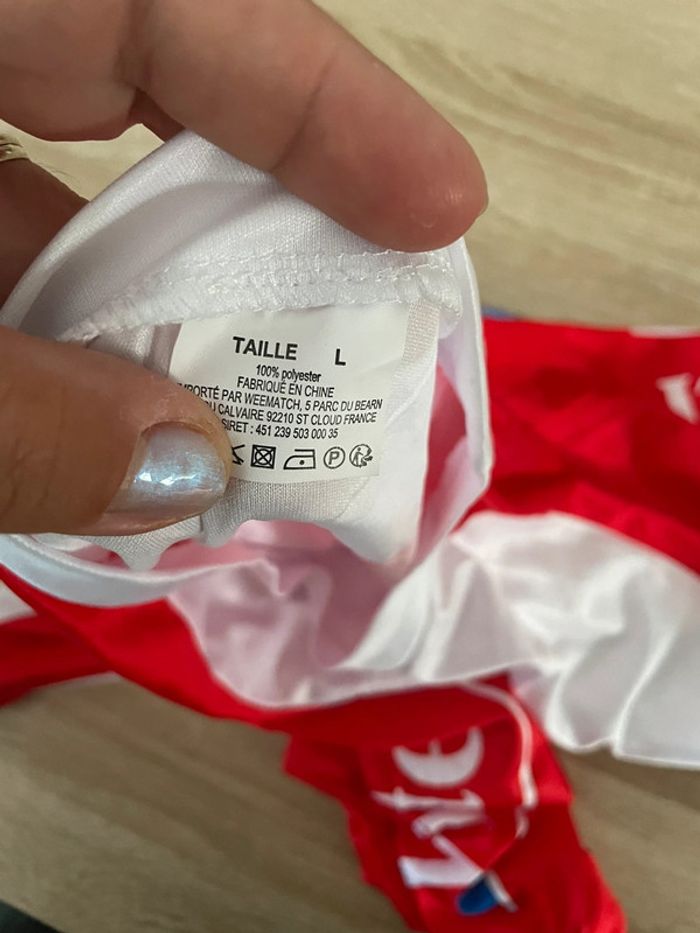 TAILLE L
100% polyester
FABRIQUÉ EN CHINE
MPORTÉ PAR WEEMATCH, 5 PARC DU BEARN
U CALVAIRE 92210 ST CLOUD FRANCE
SIRET : 451 239 503 000 35
P